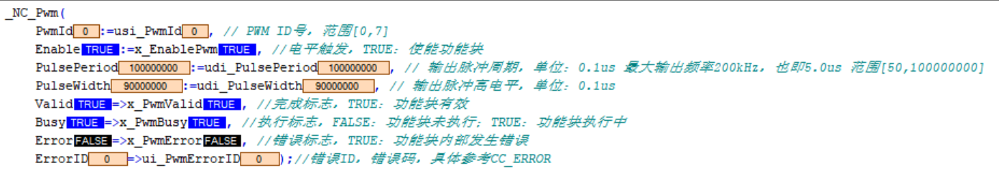 _NC_Pwm(
PwmId 0 :=usi_PwmId 0 , // PWM ID号，范围[0,7]
Enable TRUE :=x_EnablePwm TRUE , //电平触发，TRUE：使能功能块
PulsePeriod 100000000 :=udi_PulsePeriod 100000000 , // 输出脉冲周期，单位：0.1us 最大输出频率200kHz，也即5.0us 范围[50,100000000]
PulseWidth 90000000 :=udi_PulseWidth 90000000 , // 输出脉冲高电平，单位：0.1us
Valid TRUE =>x_PwmValid TRUE , //完成标志，TRUE：功能块有效
Busy TRUE =>x_PwmBusy TRUE , //执行标志，FALSE：功能块未执行；TRUE：功能块执行中
Error FALSE =>x_PwmError FALSE , //错误标志，TRUE：功能块内部发生错误
ErrorID 0 =>ui_PwmErrorID 0 );//错误ID，错误码，具体参考CC_ERROR